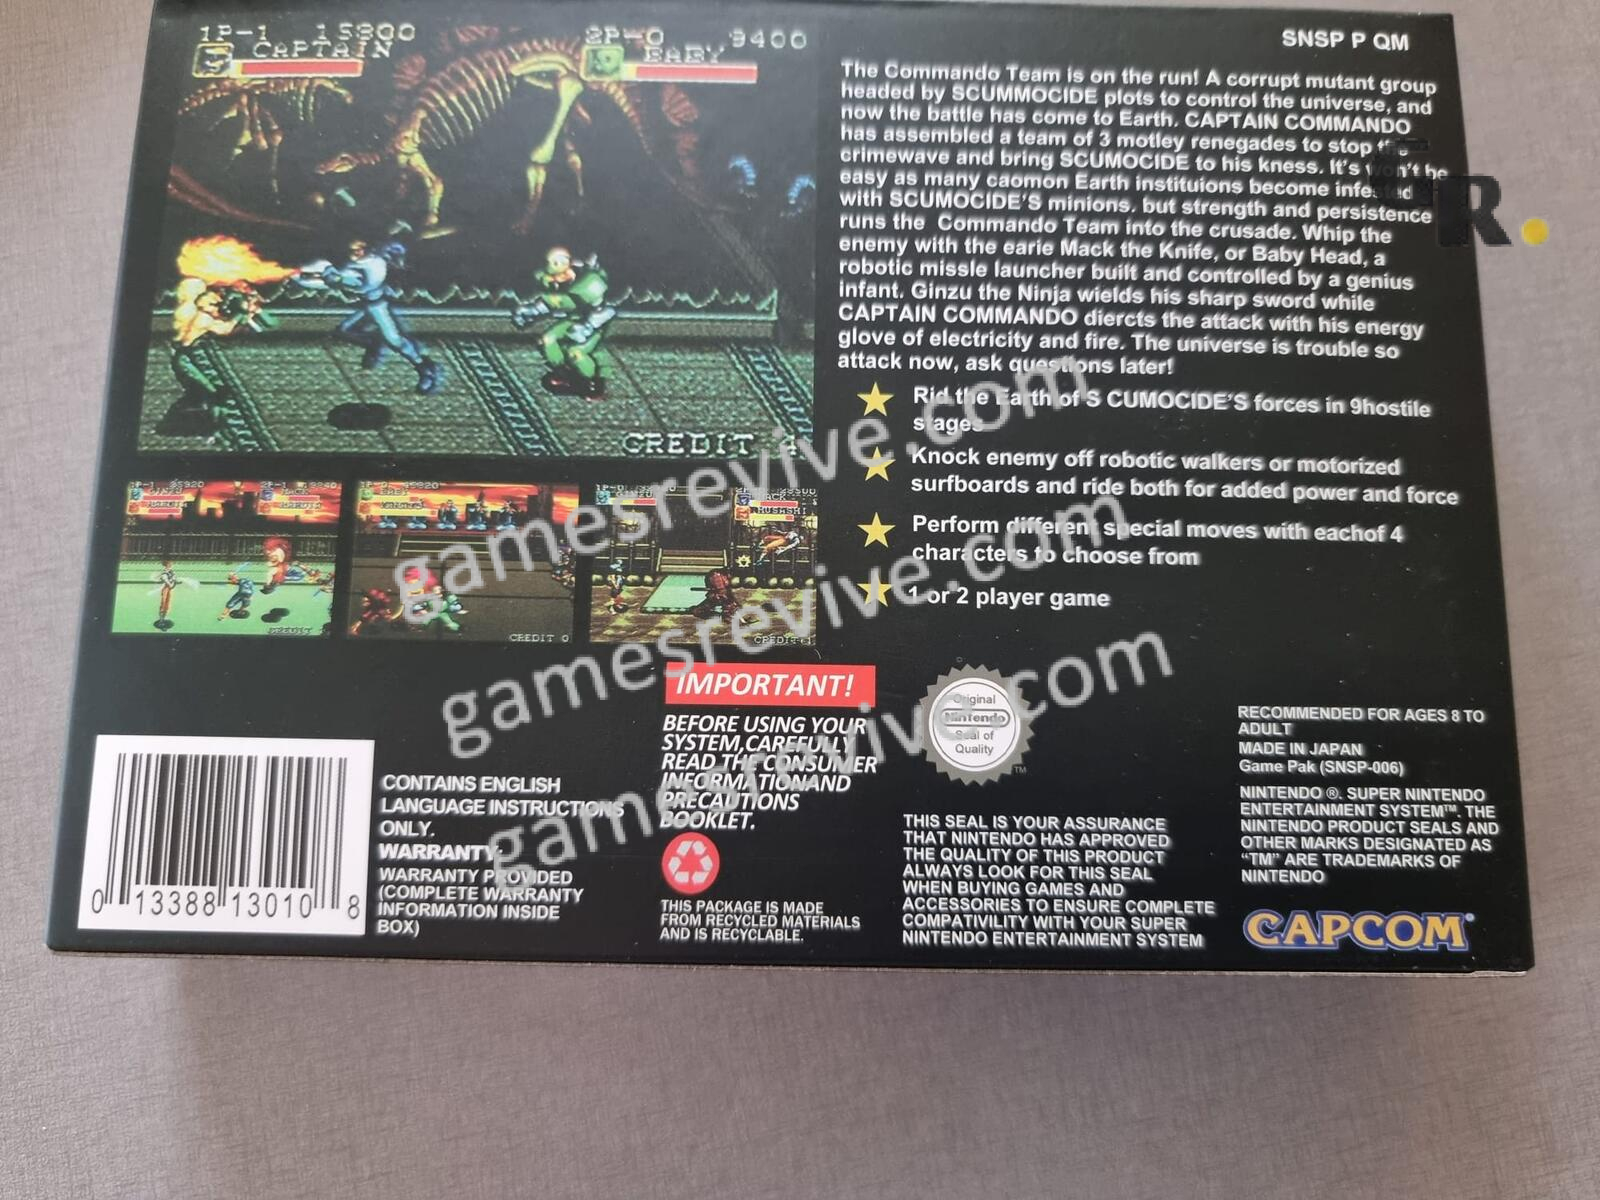 1P-1 15800
CAPTAIN
2P-0 9400
BABY
CREDIT 4
SNSP P QM
The Commando Team is on the run! A corrupt mutant group
headed by SCUMMOCIDE plots to control the universe, and
now the battle has come to Earth. CAPTAIN COMMANDO
has assembled a team of 3 motley renegades to stop the
crimewave and bring SCUMOCIDE to his kness. It's won't be
easy as many caomon Earth instituions become infested
with SCUMOCIDE'S minions. but strength and persistence
runs the Commando Team into the crusade. Whip the
enemy with the earie Mack the Knife, or Baby Head, a
robotic missle launcher built and controlled by a genius
infant. Ginzu the Ninja wields his sharp sword while
CAPTAIN COMMANDO diercts the attack with his energy
glove of electricity and fire. The universe is trouble so
attack now, ask questions later!
Rid the Earth of S CUMOCIDE'S forces in 9hostile
stages
Knock enemy off robotic walkers or motorized
surfboards and ride both for added power and force
Perform different special moves with eachof 4
characters to choose from
1 or 2 player game
GR.
gamesrevive.com
gamesrevive.com
gamesrevive.com
CREDIT
CREDIT 0
CREDIT
IMPORTANT!
BEFORE USING YOUR
SYSTEM,CAREFULLY
READ THE CONSUMER
INFORMATIONAND
PRECAUTIONS
BOOKLET.
THIS PACKAGE IS MADE
FROM RECYCLED MATERIALS
AND IS RECYCLABLE.
0 13388 13010 8
CONTAINS ENGLISH
LANGUAGE INSTRUCTIONS
ONLY.
WARRANTY:
WARRANTY PROVIDED
(COMPLETE WARRANTY
INFORMATION INSIDE
BOX)
Original
Nintendo
Seal of
Quality
TM
THIS SEAL IS YOUR ASSURANCE
THAT NINTENDO HAS APPROVED
THE QUALITY OF THIS PRODUCT
ALWAYS LOOK FOR THIS SEAL
WHEN BUYING GAMES AND
ACCESSORIES TO ENSURE COMPLETE
COMPATIVILITY WITH YOUR SUPER
NINTENDO ENTERTAINMENT SYSTEM
RECOMMENDED FOR AGES 8 TO
ADULT
MADE IN JAPAN
Game Pak (SNSP-006)
NINTENDO ®. SUPER NINTENDO
ENTERTAINMENT SYSTEM™. THE
NINTENDO PRODUCT SEALS AND
OTHER MARKS DESIGNATED AS
“TM” ARE TRADEMARKS OF
NINTENDO
CAPCOM®